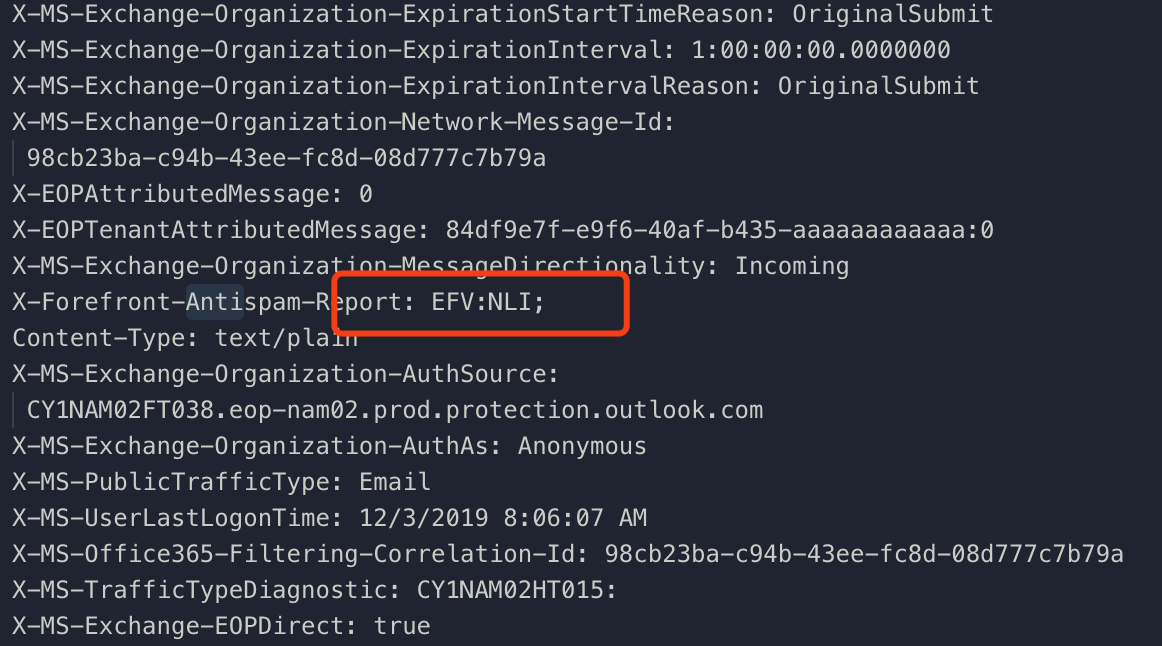 X-MS-Exchange-Organization-ExpirationStartTimeReason: OriginalSubmit
X-MS-Exchange-Organization-ExpirationInterval: 1:00:00:00.0000000
X-MS-Exchange-Organization-ExpirationIntervalReason: OriginalSubmit
X-MS-Exchange-Organization-Network-Message-Id:
98cb23ba-c94b-43ee-fc8d-08d777c7b79a
X-EOPAttributedMessage: 0
X-EOPTenantAttributedMessage: 84df9e7f-e9f6-40af-b435-aaaaaaaaaaaa:0
X-MS-Exchange-Organization-MessageDirectionality: Incoming
X-Forefront-Antispam-Report: EFV:NLI;
Content-Type: text/plain
X-MS-Exchange-Organization-AuthSource:
CY1NAM02FT038.eop-nam02.prod.protection.outlook.com
X-MS-Exchange-Organization-AuthAs: Anonymous
X-MS-PublicTrafficType: Email
X-MS-UserLastLogonTime: 12/3/2019 8:06:07 AM
X-MS-Office365-Filtering-Correlation-Id: 98cb23ba-c94b-43ee-fc8d-08d777c7b79a
X-MS-TrafficTypeDiagnostic: CY1NAM02HT015:
X-MS-Exchange-EOPDirect: true